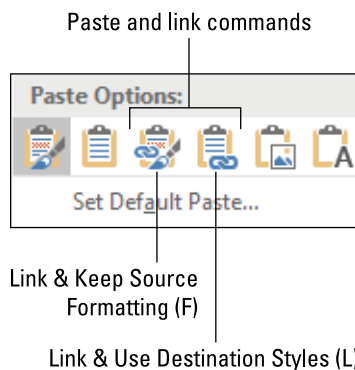 Paste and link commands
Paste Options:
A
Set Default Paste...
Link & Keep Source
Formatting (F)
Link & Use Destination Styles (L)